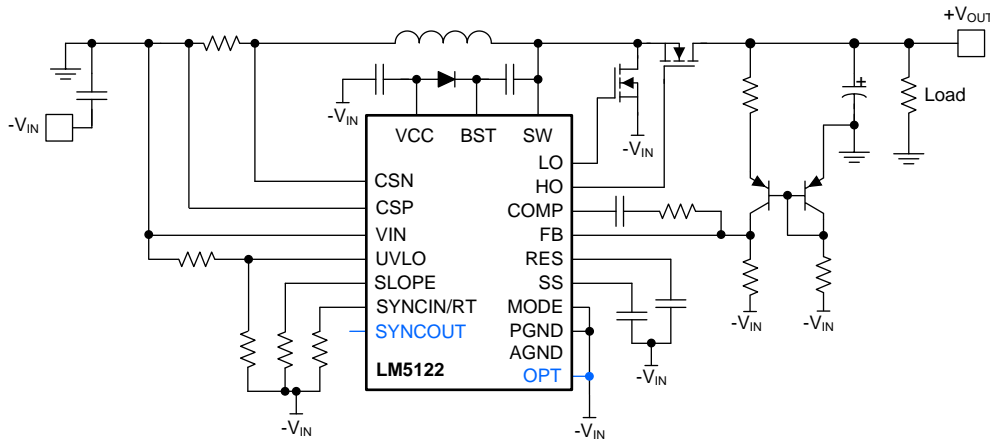 +VOUT
Load
-VIN
-VIN
-VIN
VCC
BST
SW
LO
HO
COMP
FB
RES
SS
MODE
PGND
AGND
OPT
CSN
CSP
VIN
UVLO
SLOPE
SYNCIN/RT
SYNCOUT
LM5122
-VIN
-VIN
-VIN
-VIN
-VIN